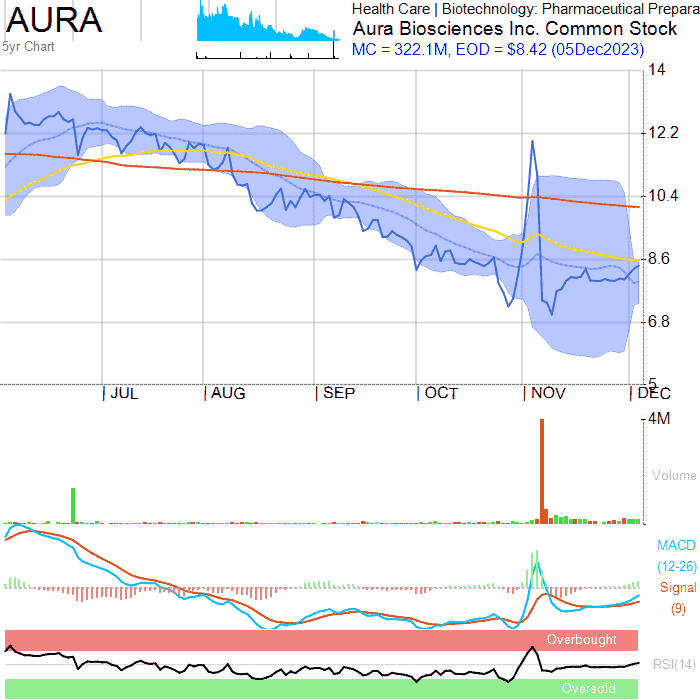 AURA
5yr Chart
Health Care | Biotechnology: Pharmaceutical Prepara
Aura Biosciences Inc. Common Stock
MC = 322.1M, EOD = $8.42 (05Dec2023)
14
12.2
10.4
8.6
6.8
5
JUL AUG SEP OCT NOV DEC
4M
Volume
MACD
(12-26)
Signal
(9)
Overbought
RSI(14)
Oversold